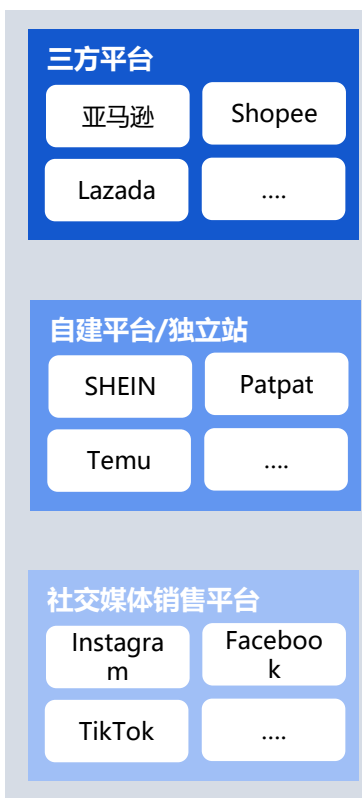 三方平台
亚马逊 Shopee
Lazada ....
自建平台/独立站
SHEIN Patpat
Temu ....
社交媒体销售平台
Instagra Faceboo
m k
TikTok ....